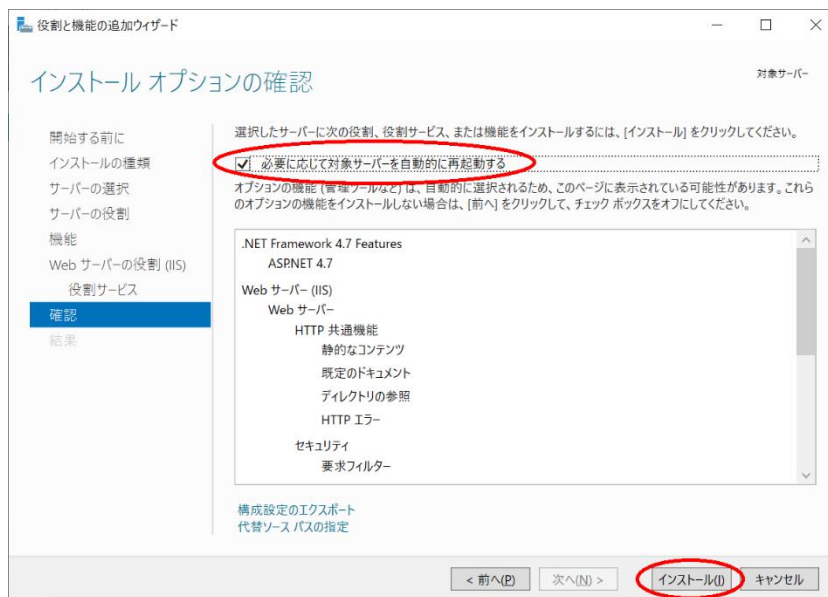 役割と機能の追加ウィザード
インストール オプションの確認
対象サーバー
開始する前に
インストールの種類
サーバーの選択
サーバーの役割
機能
Web サーバーの役割 (IIS)
役割サービス
確認
結果
選択したサーバーに次の役割、役割サービス、または機能をインストールするには、[インストール] をクリックしてください。
必要に応じて対象サーバーを自動的に再起動する
オプションの機能 (管理ツールなど) は、自動的に選択されるため、このページに表示されている可能性があります。これら
のオプションの機能をインストールしない場合は、[前へ] をクリックして、チェック ボックスをオフにしてください。
.NET Framework 4.7 Features
ASP.NET 4.7
Web サーバー (IIS)
Web サーバー
HTTP 共通機能
静的なコンテンツ
既定のドキュメント
ディレクトリの参照
HTTP エラー
セキュリティ
要求フィルター
構成設定のエクスポート
代替ソース パスの指定
< 前へ(P)
次へ(N) >
インストール(I)
キャンセル